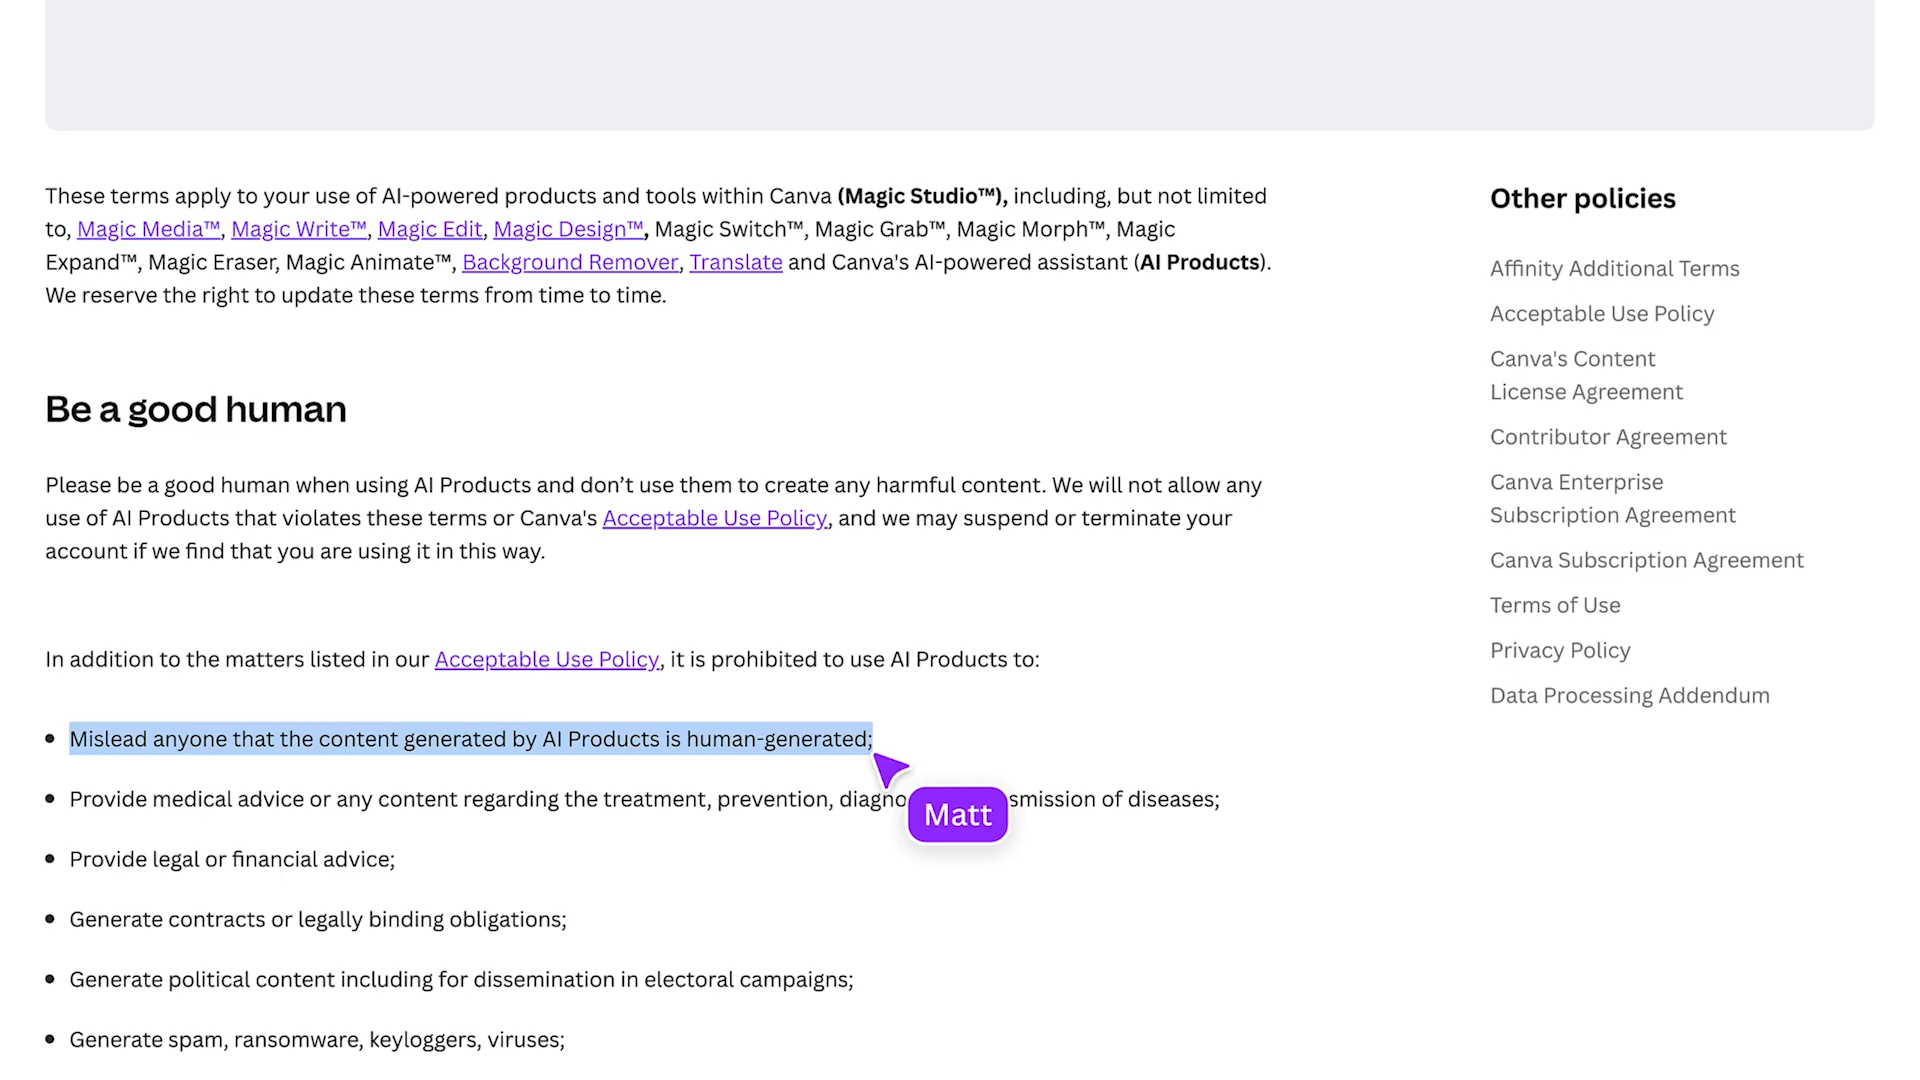 These terms apply to your use of AI-powered products and tools within Canva (Magic Studio™), including, but not limited
to, Magic Media™, Magic Write™, Magic Edit, Magic Design™, Magic Switch™, Magic Grab™, Magic Morph™, Magic
Expand™, Magic Eraser, Magic Animate™, Background Remover, Translate and Canva's AI-powered assistant (AI Products).
We reserve the right to update these terms from time to time.
Be a good human
Please be a good human when using AI Products and don’t use them to create any harmful content. We will not allow any
use of AI Products that violates these terms or Canva's Acceptable Use Policy, and we may suspend or terminate your
account if we find that you are using it in this way.
In addition to the matters listed in our Acceptable Use Policy, it is prohibited to use AI Products to:
• Mislead anyone that the content generated by AI Products is human-generated;
• Provide medical advice or any content regarding the treatment, prevention, diagno smission of diseases;
Matt
• Provide legal or financial advice;
• Generate contracts or legally binding obligations;
• Generate political content including for dissemination in electoral campaigns;
• Generate spam, ransomware, keyloggers, viruses;
Other policies
Affinity Additional Terms
Acceptable Use Policy
Canva's Content
License Agreement
Contributor Agreement
Canva Enterprise
Subscription Agreement
Canva Subscription Agreement
Terms of Use
Privacy Policy
Data Processing Addendum